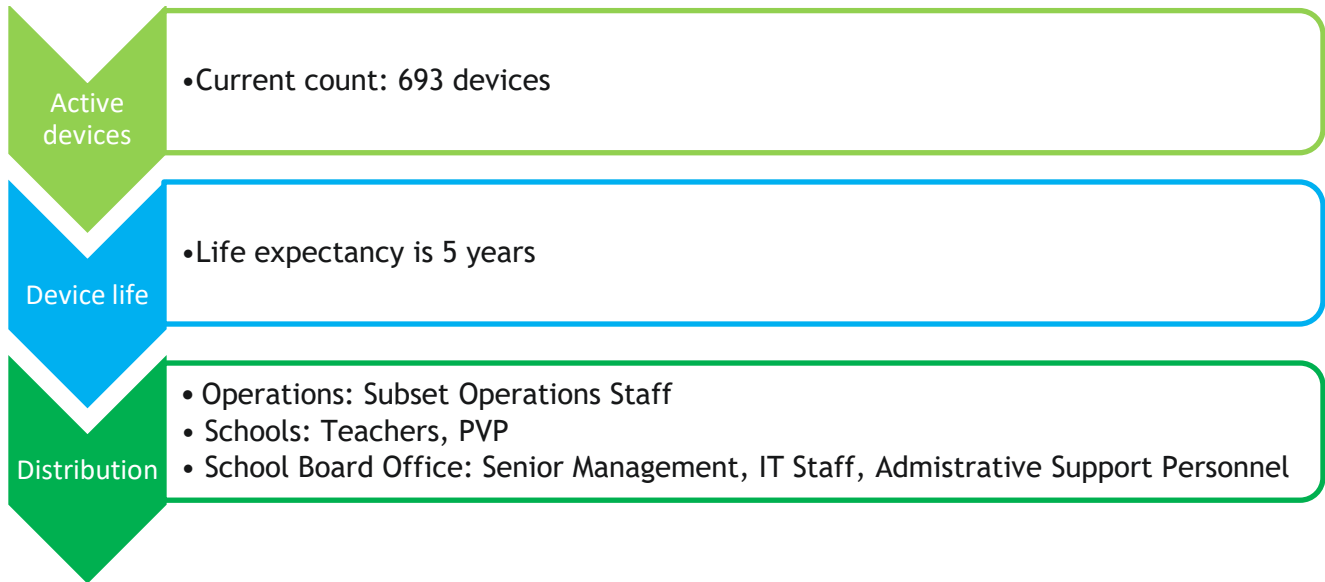 Active
devices
•Current count: 693 devices
Device life
•Life expectancy is 5 years
Distribution
• Operations: Subset Operations Staff
• Schools: Teachers, PVP
• School Board Office: Senior Management, IT Staff, Admistrative Support Personnel